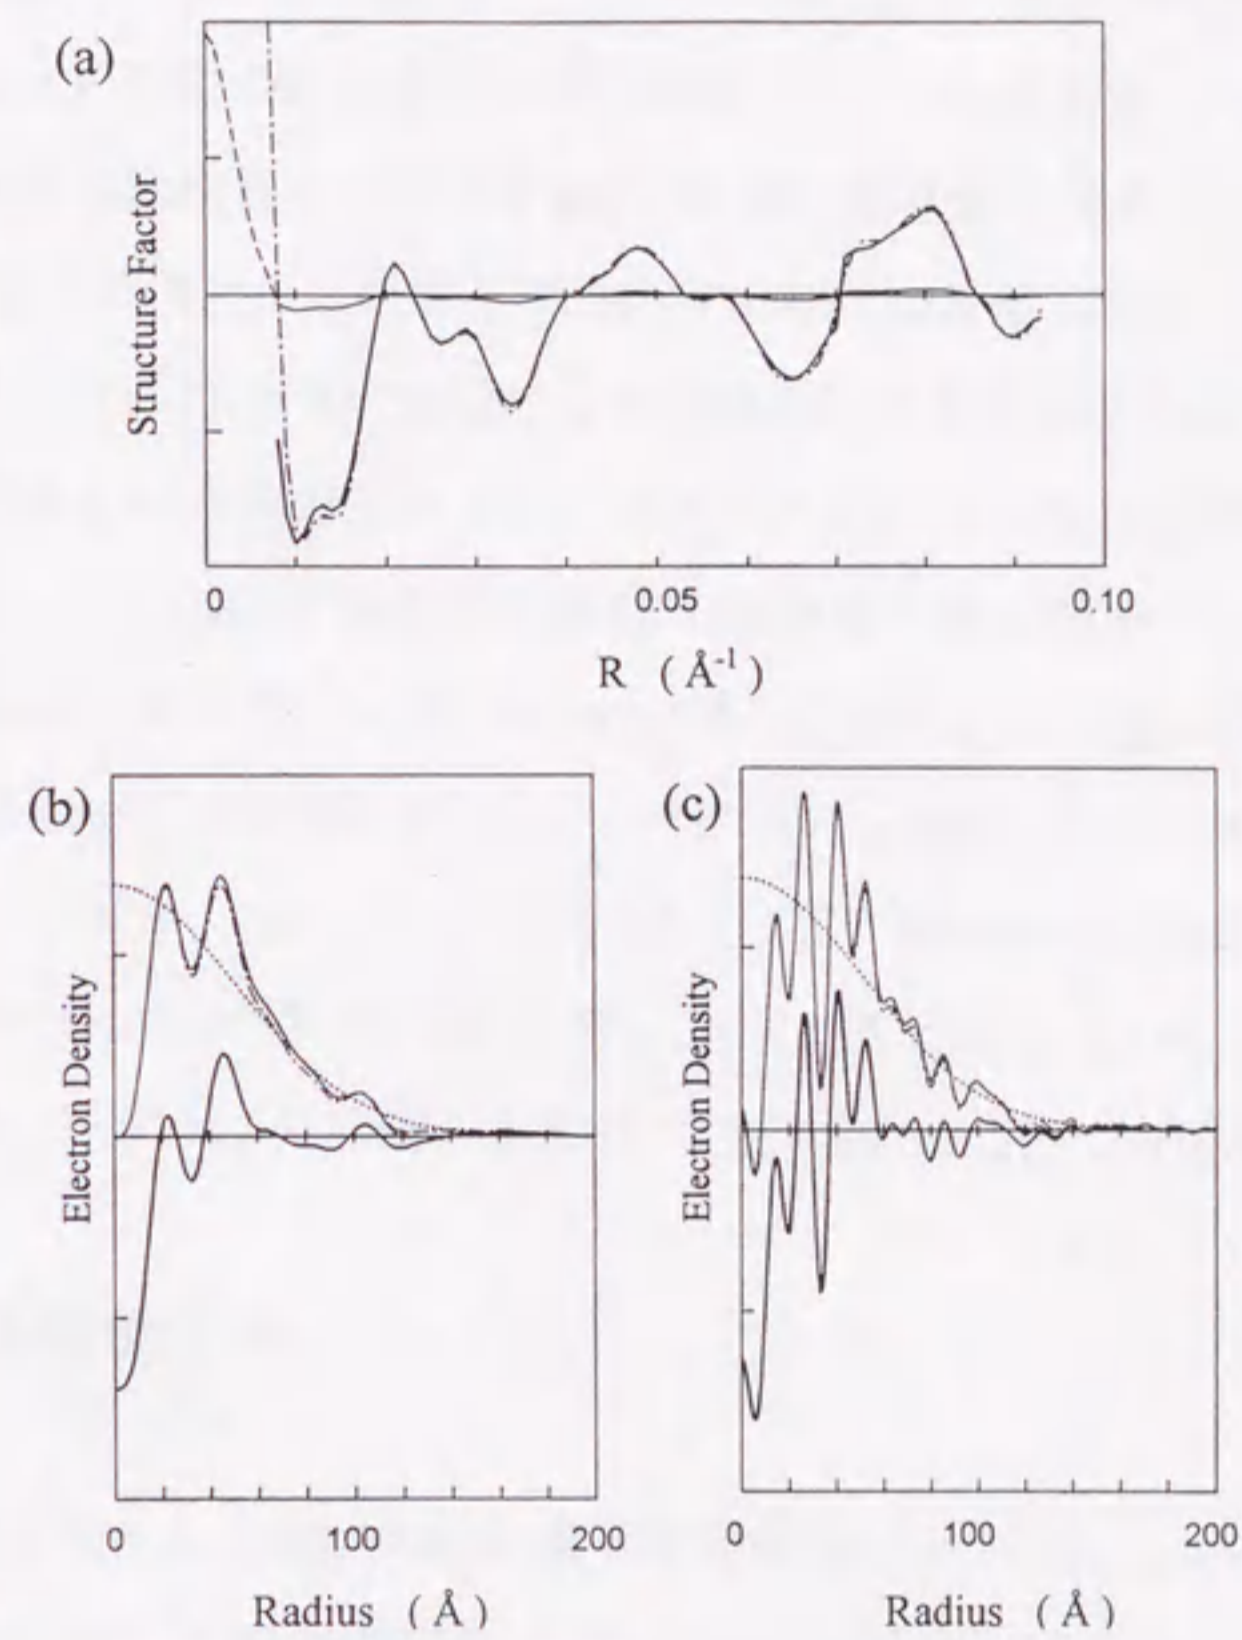 (a)
Structure Factor
0 0.05 0.10
R ( Å-1 )
(b)
Electron Density
0 100 200
Radius ( Å )
(c)
Electron Density
0 100 200
Radius ( Å )